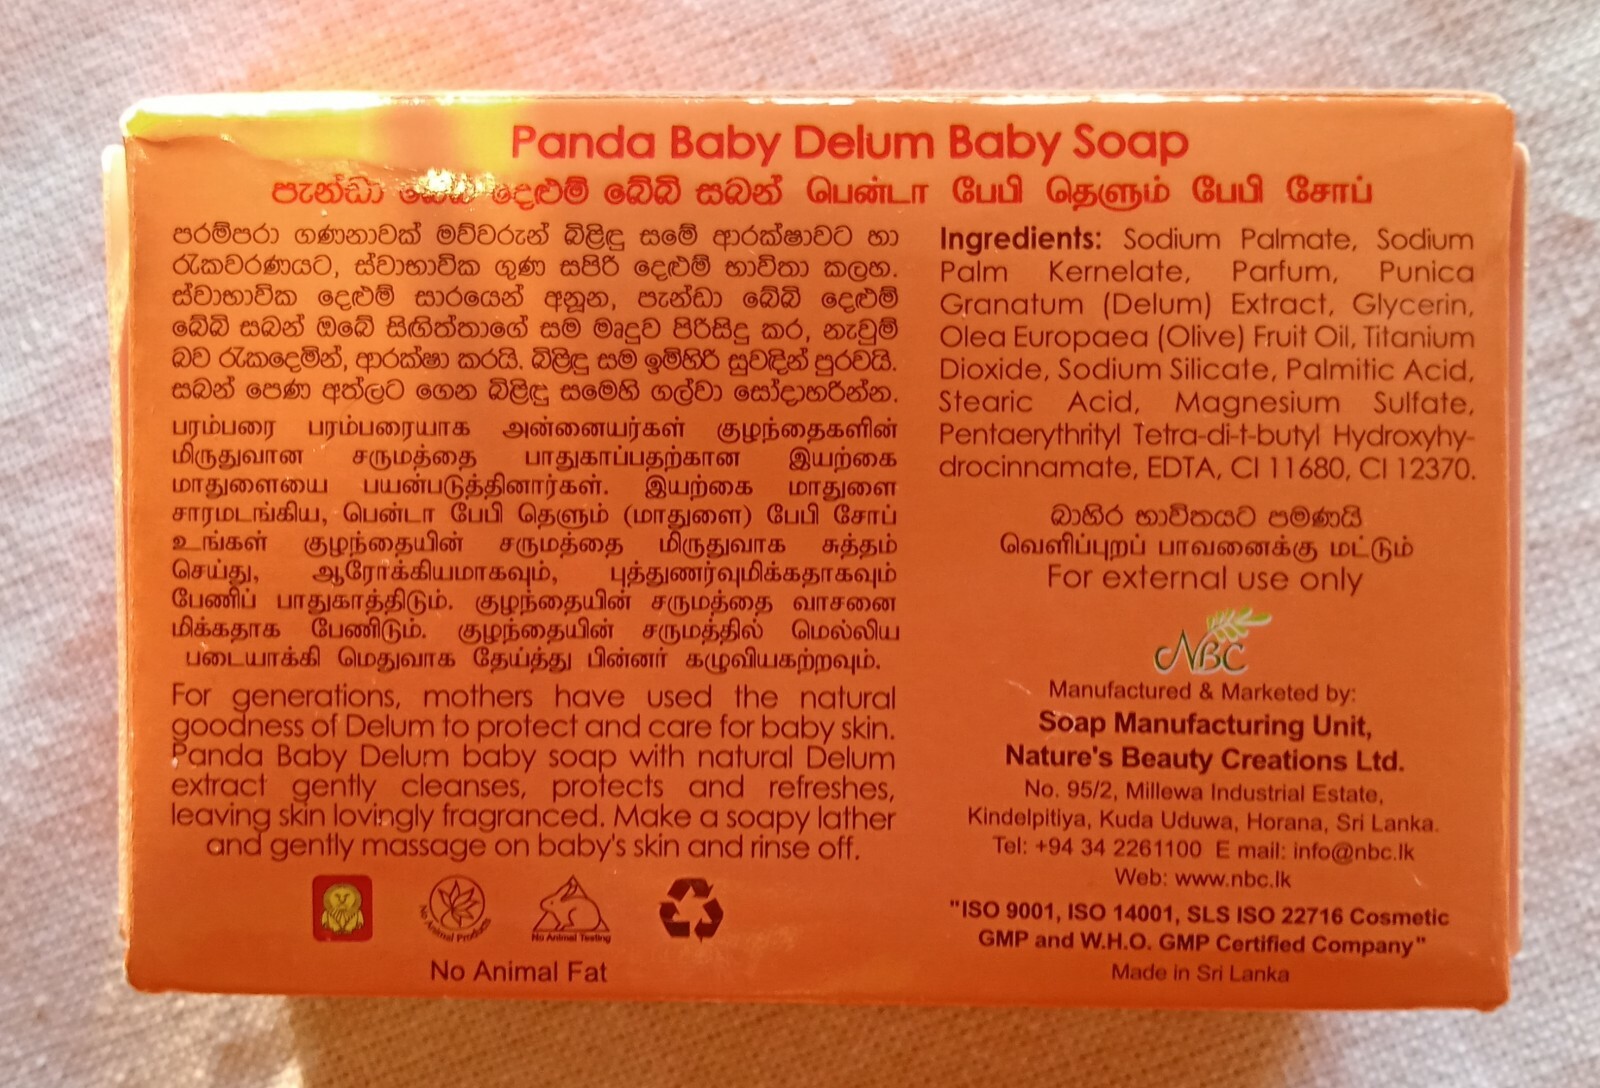 Panda Baby Delum Baby Soap
පැන්ඩා බේබි දෙළුම් බේබි සබන් பென்டா பேபி தெளும் பேபி சோப்
පරම්පරා ගණනාවක් මව්වරුන් බිළිඳු සමේ ආරක්ෂාවට හා
රැකවරණයට, ස්වාභාවික ගුණ සපිරි දෙළුම් භාවිතා කලහ.
ස්වාභාවික දෙළුම් සාරයෙන් අනූන, පැන්ඩා බේබි දෙළුම්
බේබි සබන් ඔබේ සිඟිත්තාගේ සම මෘදුව පිරිසිදු කර, නැවුම්
බව රැකදෙමින්, ආරක්ෂා කරයි. බිළිඳු සම ඉමිහිරි සුවඳින් පුරවයි.
සබන් පෙණ අත්ලට ගෙන බිළිඳු සමෙහි ගල්වා සෝදාහරින්න.
பரம்பரை பரம்பரையாக அன்னையர்கள் குழந்தைகளின்
மிருதுவான சருமத்தை பாதுகாப்பதற்கான இயற்கை
மாதுளையை பயன்படுத்தினார்கள். இயற்கை மாதுளை
சாரமடங்கிய, பென்டா பேபி தெளும் (மாதுளை) பேபி சோப்
உங்கள் குழந்தையின் சருமத்தை மிருதுவாக சுத்தம்
செய்து, ஆரோக்கியமாகவும், புத்துணர்வுமிக்கதாகவும்
பேணிப் பாதுகாத்திடும். குழந்தையின் சருமத்தை வாசனை
மிக்கதாக பேணிடும். குழந்தையின் சருமத்தில் மெல்லிய
படையாக்கி மெதுவாக தேய்த்து பின்னர் கழுவியகற்றவும்.
For generations, mothers have used the natural
goodness of Delum to protect and care for baby skin.
Panda Baby Delum baby soap with natural Delum
extract gently cleanses, protects and refreshes,
leaving skin lovingly fragranced. Make a soapy lather
and gently massage on baby's skin and rinse off.
No Animal Products
No Animal Testing
No Animal Fat
Ingredients: Sodium Palmate, Sodium
Palm Kernelate, Parfum, Punica
Granatum (Delum) Extract, Glycerin,
Olea Europaea (Olive) Fruit Oil, Titanium
Dioxide, Sodium Silicate, Palmitic Acid,
Stearic Acid, Magnesium Sulfate,
Pentaerythrityl Tetra-di-t-butyl Hydroxyhy-
drocinnamate, EDTA, CI 11680, CI 12370.
බාහිර භාවිතයට පමණයි
வெளிப்புறப் பாவனைக்கு மட்டும்
For external use only
NBC
Manufactured & Marketed by:
Soap Manufacturing Unit,
Nature's Beauty Creations Ltd.
No. 95/2, Millewa Industrial Estate,
Kindelpitiya, Kuda Uduwa, Horana, Sri Lanka.
Tel: +94 34 2261100 E mail: info@nbc.lk
Web: www.nbc.lk
"ISO 9001, ISO 14001, SLS ISO 22716 Cosmetic
GMP and W.H.O. GMP Certified Company"
Made in Sri Lanka